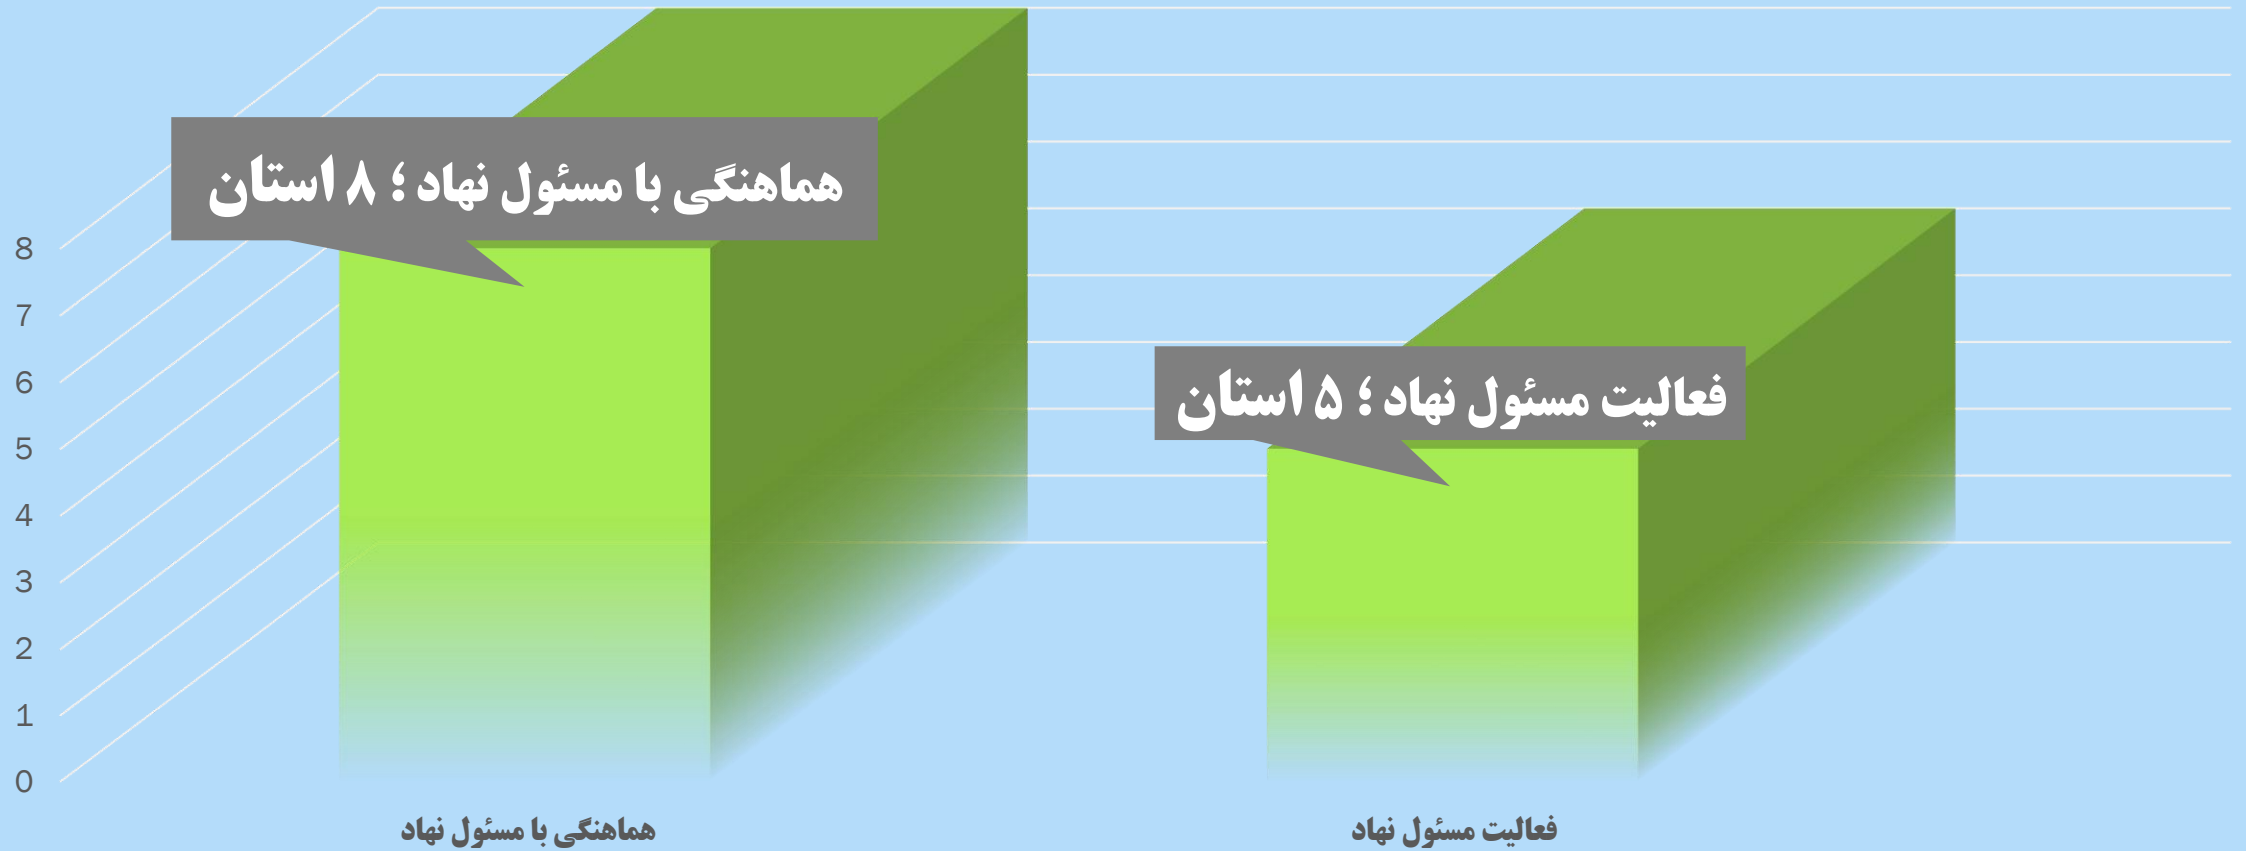 هماهنگی با مسئول نهاد ؛ ۸ استان
فعالیت مسئول نهاد ؛ ۵ استان
8
7
6
5
4
3
2
1
0
هماهنگی با مسئول نهاد
فعالیت مسئول نهاد